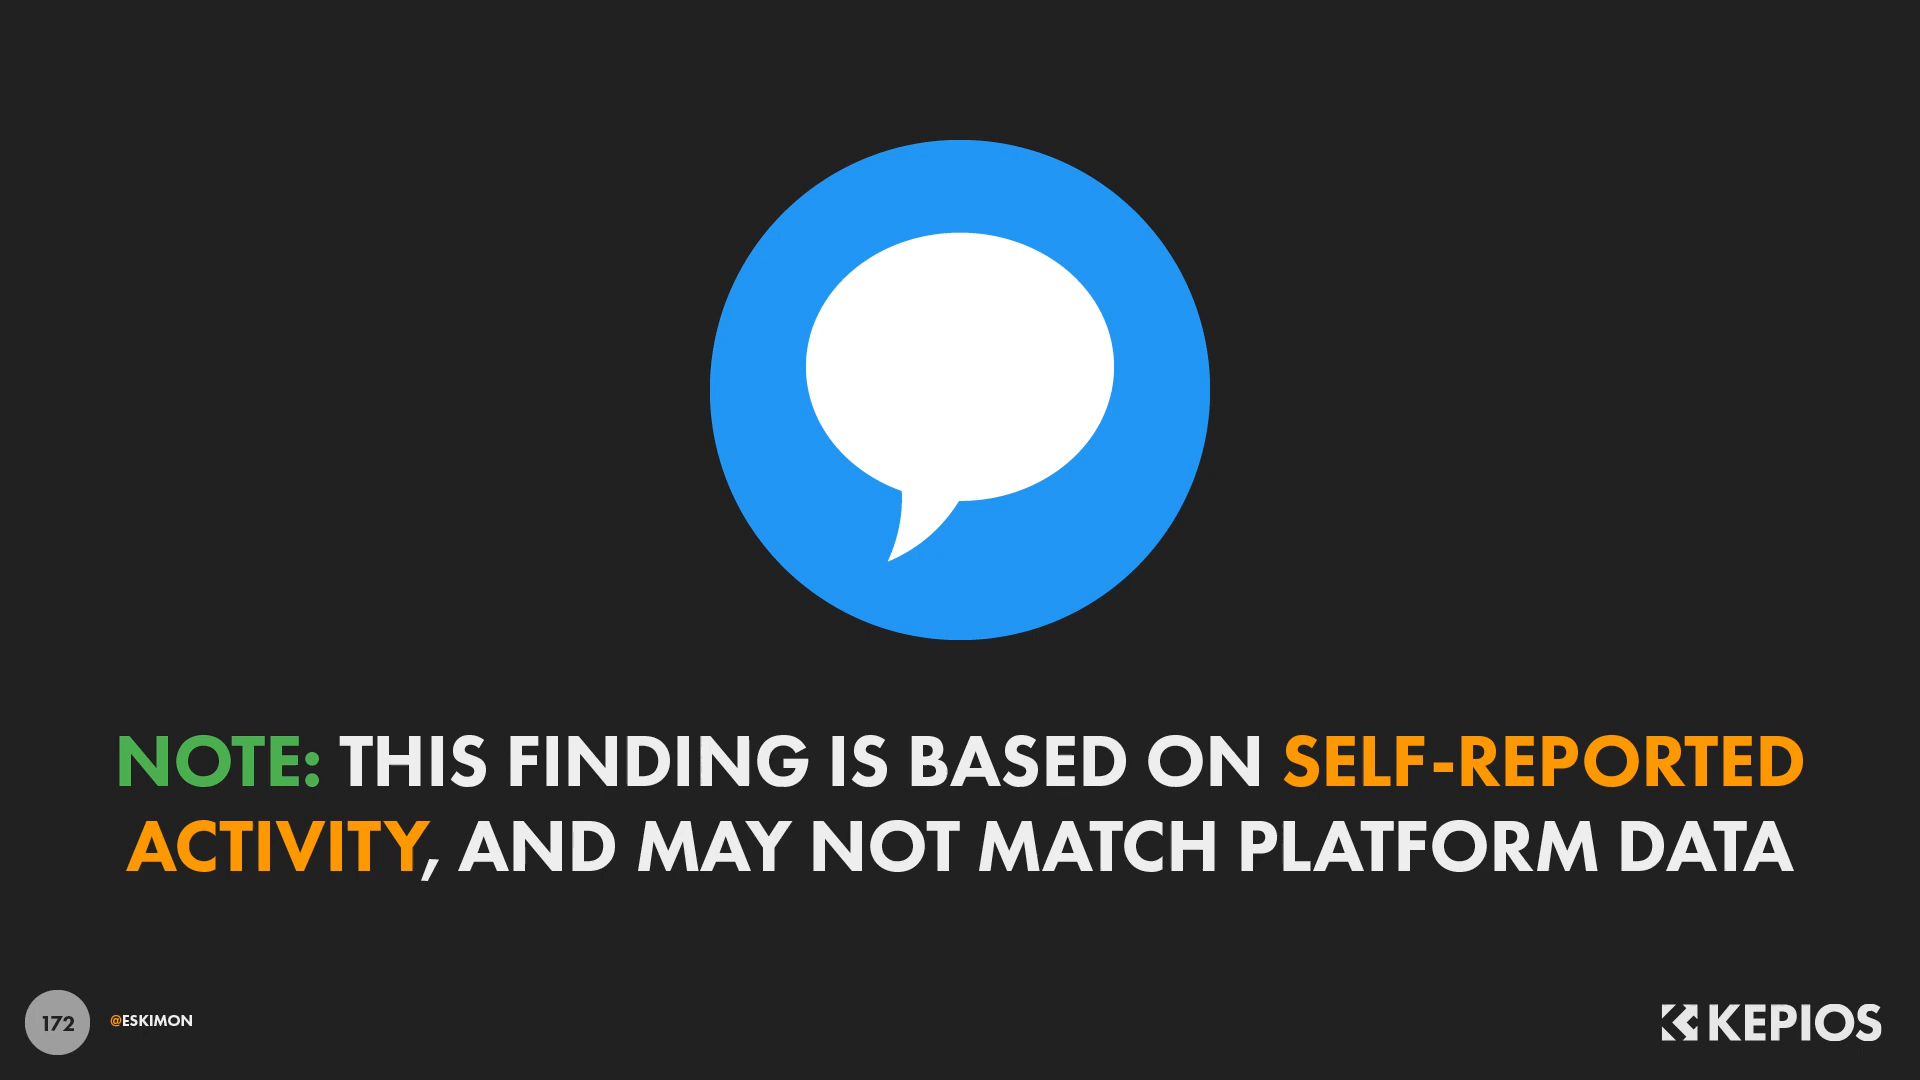 NOTE: THIS FINDING IS BASED ON SELF-REPORTED
ACTIVITY, AND MAY NOT MATCH PLATFORM DATA
172
@ESKIMON
KEPIOS